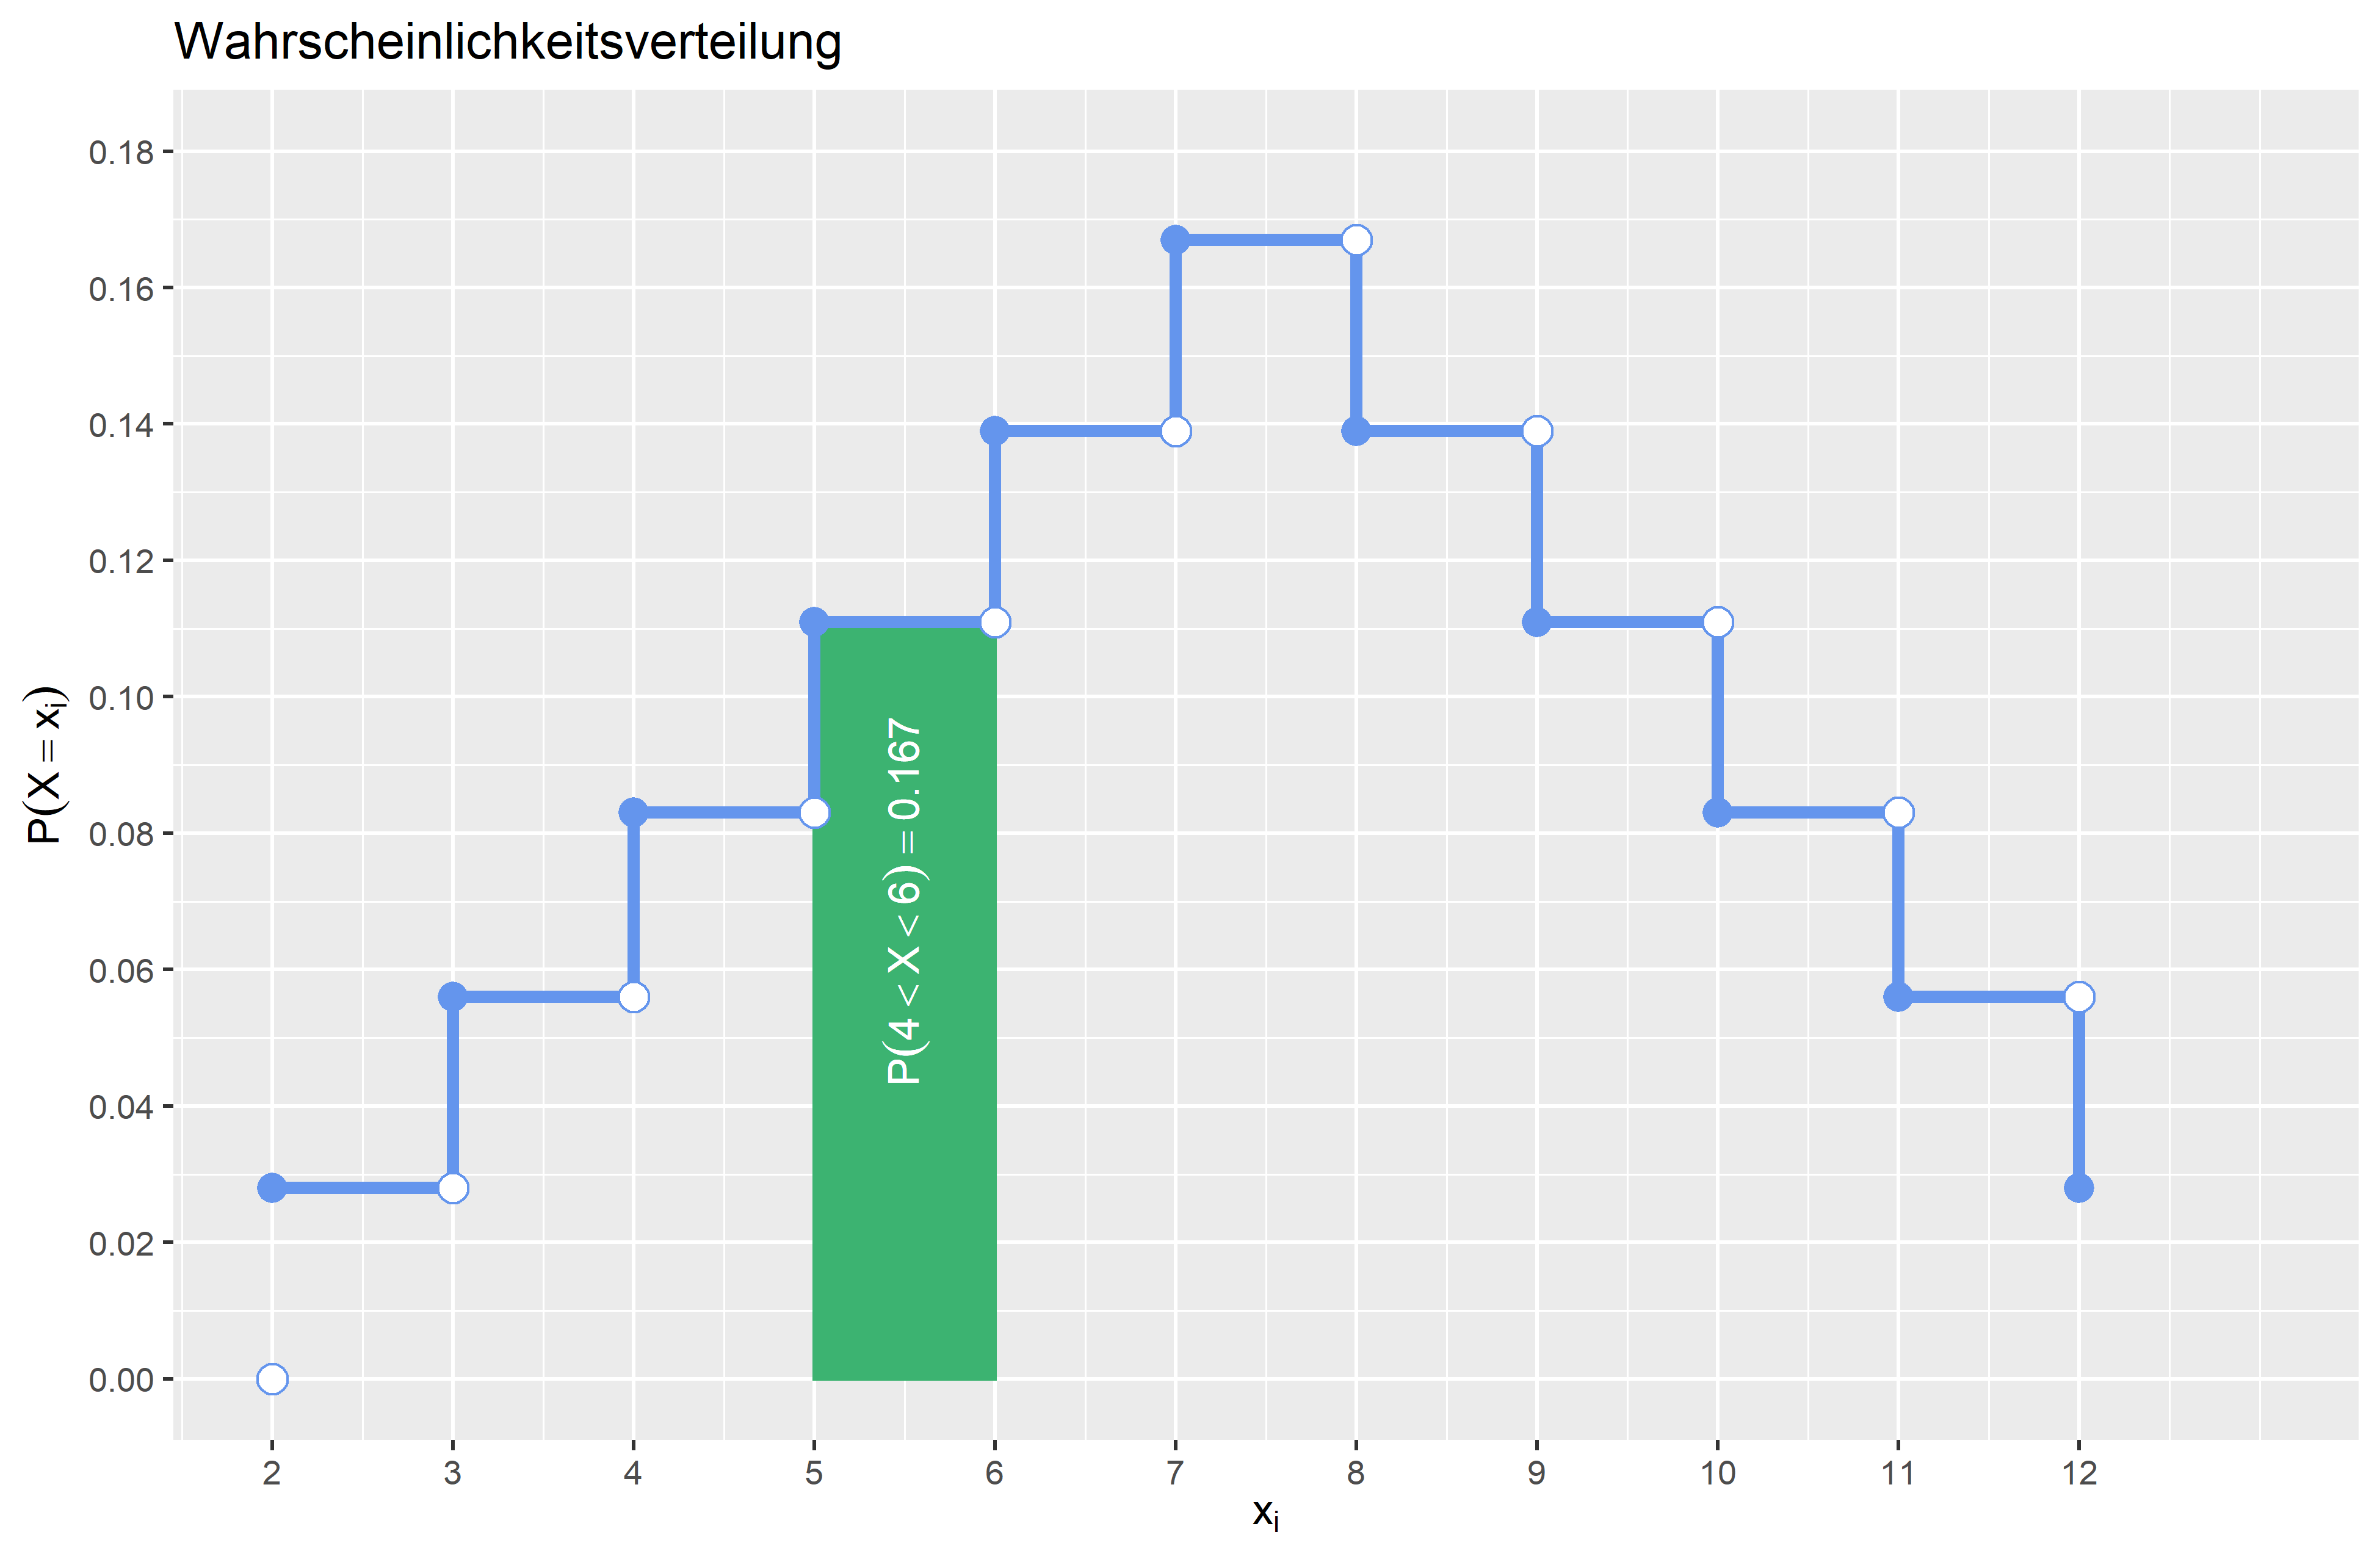 Wahrscheinlichkeitsverteilung
P(X = xᵢ)
0.18
0.16
0.14
0.12
0.10
0.08
0.06
0.04
0.02
0.00
P(4 < X < 6) = 0.167
2 3 4 5 6 7 8 9 10 11 12
xᵢ